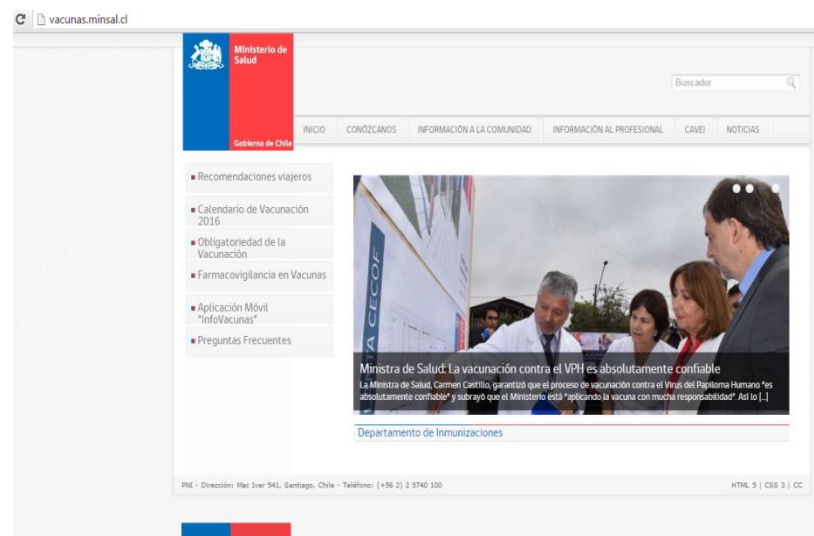 vacunas.minsal.cl
Ministerio de
Salud
Gobierno de Chile
Buscador
INICIO CONÓZCANOS INFORMACIÓN A LA COMUNIDAD INFORMACIÓN AL PROFESIONAL CAVEI NOTICIAS
Recomendaciones viajeros
Calendario de Vacunación
2016
Obligatoriedad de la
Vacunación
Farmacovigilancia en Vacunas
Aplicación Móvil
"InfoVacunas"
Preguntas Frecuentes
TA CECOF
Ministra de Salud: La vacunación contra el VPH es absolutamente confiable
La Ministra de Salud, Carmen Castillo, garantizó que el proceso de vacunación contra el Virus del Papiloma Humano "es
absolutamente confiable" y subrayó que el Ministerio está "aplicando la vacuna con mucha responsabilidad". Así lo [...]
Departamento de Inmunizaciones
PNI - Dirección: Mac Iver 541, Santiago, Chile - Teléfono: (+56 2) 2 5740 100
HTML 5 | CSS 3 | CC